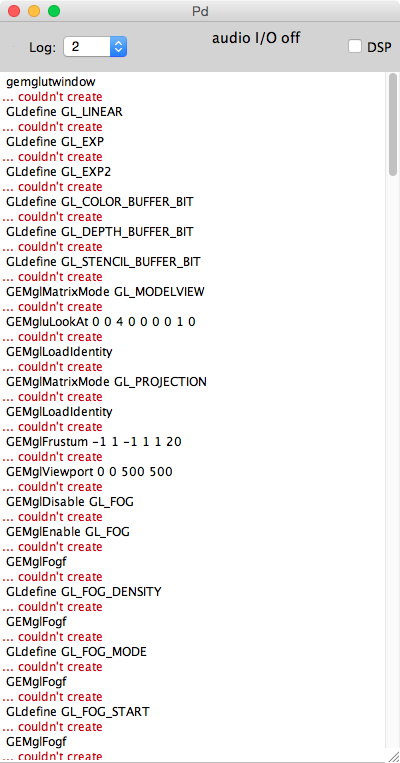 Pd
Log: 2
audio I/O off
DSP
gemglutwindow
... couldn't create
GLdefine GL_LINEAR
... couldn't create
GLdefine GL_EXP
... couldn't create
GLdefine GL_EXP2
... couldn't create
GLdefine GL_COLOR_BUFFER_BIT
... couldn't create
GLdefine GL_DEPTH_BUFFER_BIT
... couldn't create
GLdefine GL_STENCIL_BUFFER_BIT
... couldn't create
GEMglMatrixMode GL_MODELVIEW
... couldn't create
GEMgluLookAt 0 0 4 0 0 0 0 1 0
... couldn't create
GEMglLoadIdentity
... couldn't create
GEMglMatrixMode GL_PROJECTION
... couldn't create
GEMglLoadIdentity
... couldn't create
GEMglFrustum -1 1 -1 1 1 20
... couldn't create
GEMglViewport 0 0 500 500
... couldn't create
GEMglDisable GL_FOG
... couldn't create
GEMglEnable GL_FOG
... couldn't create
GEMglFogf
... couldn't create
GLdefine GL_FOG_DENSITY
... couldn't create
GEMglFogf
... couldn't create
GLdefine GL_FOG_MODE
... couldn't create
GEMglFogf
... couldn't create
GLdefine GL_FOG_START
... couldn't create
GEMglFogf
... couldn't create